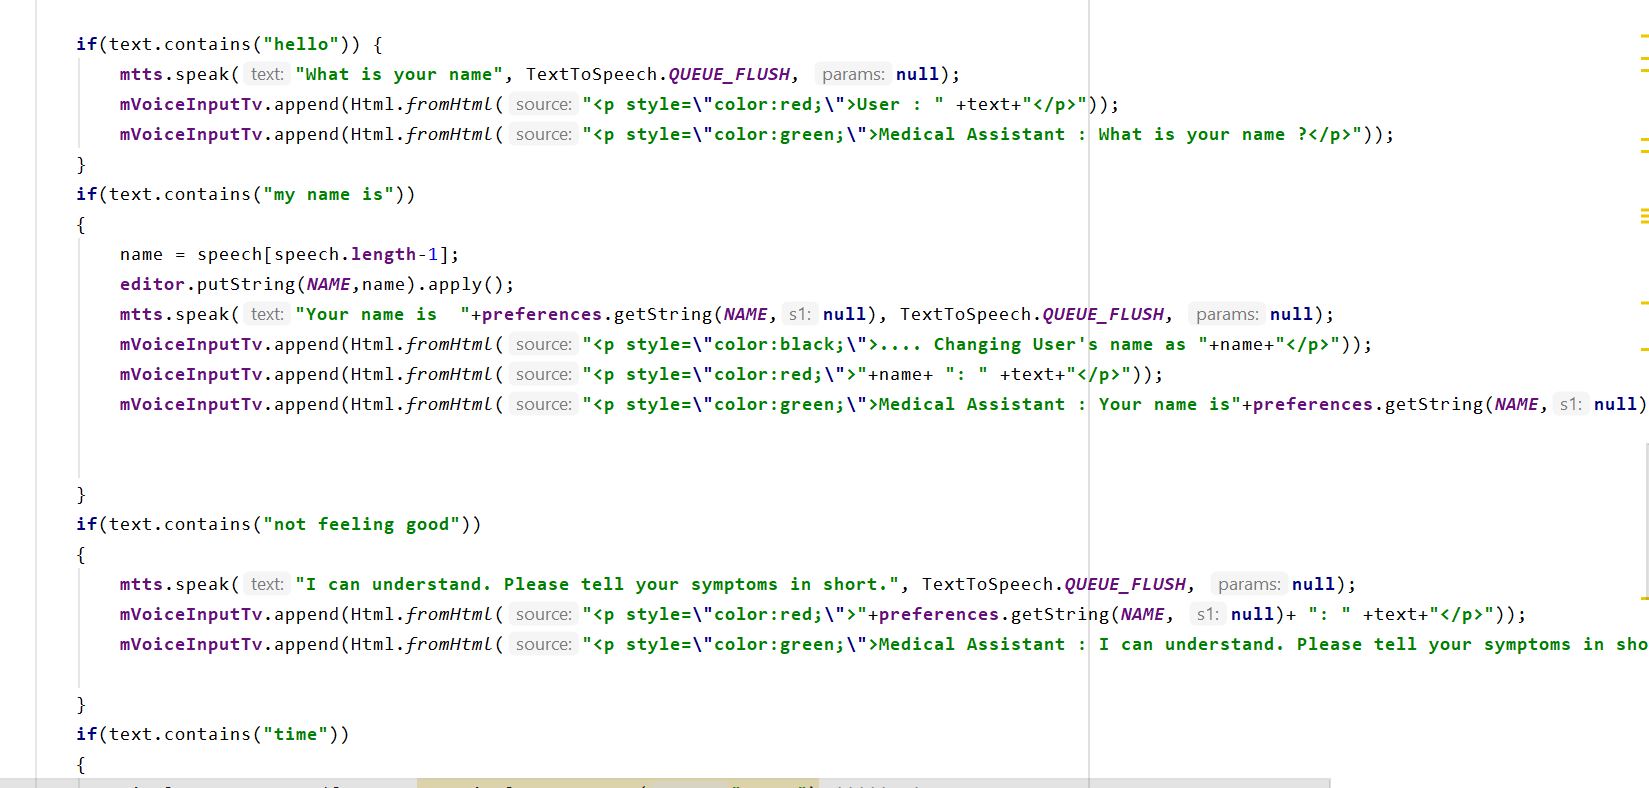 if(text.contains("hello")) {
mtts.speak( text: "What is your name", TextToSpeech.QUEUE_FLUSH, params: null);
mVoiceInputTv.append(Html.fromHtml( source: "<p style=\"color:red;\">User : " +text+"</p>"));
mVoiceInputTv.append(Html.fromHtml( source: "<p style=\"color:green;\">Medical Assistant : What is your name ?</p>"));
}
if(text.contains("my name is"))
{
name = speech[speech.length-1];
editor.putString(NAME,name).apply();
mtts.speak( text: "Your name is  "+preferences.getString(NAME, s1: null), TextToSpeech.QUEUE_FLUSH, params: null);
mVoiceInputTv.append(Html.fromHtml( source: "<p style=\"color:black;\">.... Changing User's name as "+name+"</p>"));
mVoiceInputTv.append(Html.fromHtml( source: "<p style=\"color:red;\">"+name+ ": " +text+"</p>"));
mVoiceInputTv.append(Html.fromHtml( source: "<p style=\"color:green;\">Medical Assistant : Your name is"+preferences.getString(NAME, s1: null)
}
if(text.contains("not feeling good"))
{
mtts.speak( text: "I can understand. Please tell your symptoms in short.", TextToSpeech.QUEUE_FLUSH, params: null);
mVoiceInputTv.append(Html.fromHtml( source: "<p style=\"color:red;\">"+preferences.getString(NAME, s1: null)+ ": " +text+"</p>"));
mVoiceInputTv.append(Html.fromHtml( source: "<p style=\"color:green;\">Medical Assistant : I can understand. Please tell your symptoms in sho
}
if(text.contains("time"))
{